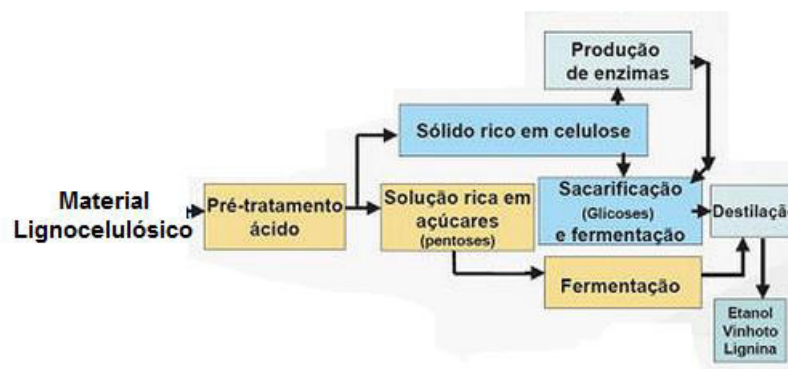 Produção
de enzimas
Sólido rico em celulose
Material
Lignocelulósico
Pré-tratamento
ácido
Solução rica em
açúcares
(pentoses)
Sacarificação
(Glicoses)
e fermentação
Destilação
Fermentação
Etanol
Vinhoto
Lignina